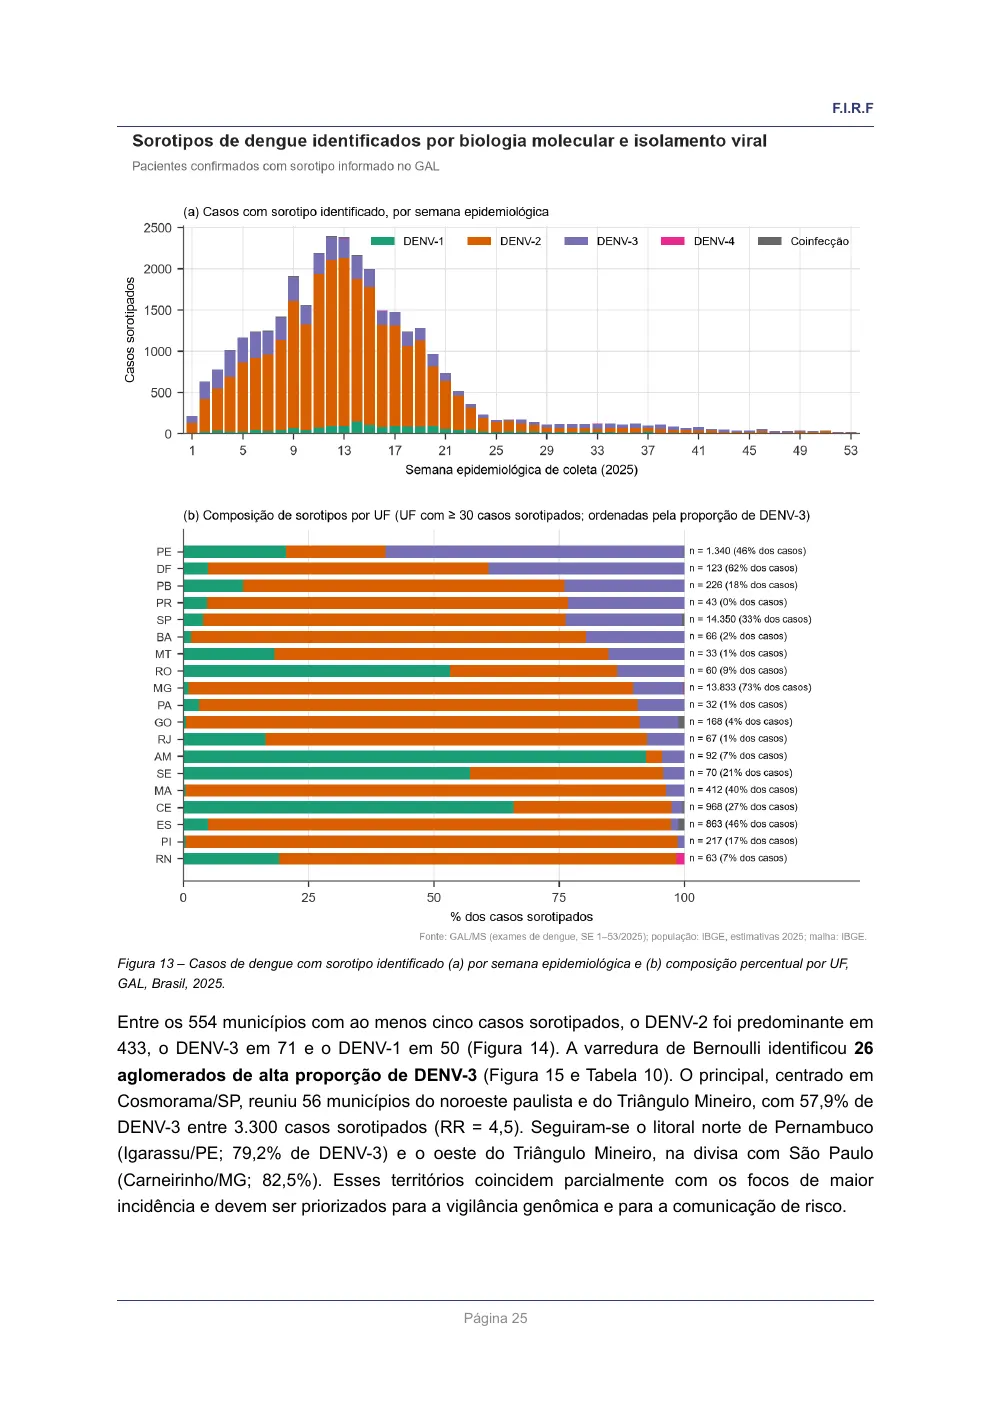 F.I.R.F
Sorotipos de dengue identificados por biologia molecular e isolamento viral
Pacientes confirmados com sorotipo informado no GAL
(a) Casos com sorotipo identificado, por semana epidemiológica
DENV-1 DENV-2 DENV-3 DENV-4 Coinfecção
2500
2000
1500
1000
500
0
Casos sorotipados
1 5 9 13 17 21 25 29 33 37 41 45 49 53
Semana epidemiológica de coleta (2025)
(b) Composição de sorotipos por UF (UF com ≥ 30 casos sorotipados; ordenadas pela proporção de DENV-3)
PE n = 1.340 (46% dos casos)
DF n = 123 (62% dos casos)
PB n = 226 (18% dos casos)
PR n = 43 (0% dos casos)
SP n = 14.350 (33% dos casos)
BA n = 66 (2% dos casos)
MT n = 33 (1% dos casos)
RO n = 60 (9% dos casos)
MG n = 13.833 (73% dos casos)
PA n = 32 (1% dos casos)
GO n = 168 (4% dos casos)
RJ n = 67 (1% dos casos)
AM n = 92 (7% dos casos)
SE n = 70 (21% dos casos)
MA n = 412 (40% dos casos)
CE n = 968 (27% dos casos)
ES n = 863 (46% dos casos)
PI n = 217 (17% dos casos)
RN n = 63 (7% dos casos)
0 25 50 75 100
% dos casos sorotipados
Fonte: GAL/MS (exames de dengue, SE 1–53/2025); população: IBGE, estimativas 2025; malha: IBGE.
Figura 13 – Casos de dengue com sorotipo identificado (a) por semana epidemiológica e (b) composição percentual por UF,
GAL, Brasil, 2025.
Entre os 554 municípios com ao menos cinco casos sorotipados, o DENV-2 foi predominante em
433, o DENV-3 em 71 e o DENV-1 em 50 (Figura 14). A varredura de Bernoulli identificou 26
aglomerados de alta proporção de DENV-3 (Figura 15 e Tabela 10). O principal, centrado em
Cosmorama/SP, reuniu 56 municípios do noroeste paulista e do Triângulo Mineiro, com 57,9% de
DENV-3 entre 3.300 casos sorotipados (RR = 4,5). Seguiram-se o litoral norte de Pernambuco
(Igarassu/PE; 79,2% de DENV-3) e o oeste do Triângulo Mineiro, na divisa com São Paulo
(Carneirinho/MG; 82,5%). Esses territórios coincidem parcialmente com os focos de maior
incidência e devem ser priorizados para a vigilância genômica e para a comunicação de risco.
Página 25